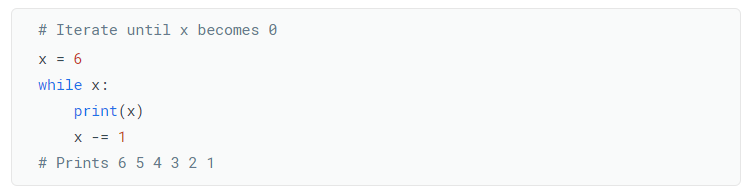 # Iterate until x becomes 0
x = 6
while x:
    print(x)
    x -= 1
# Prints 6 5 4 3 2 1